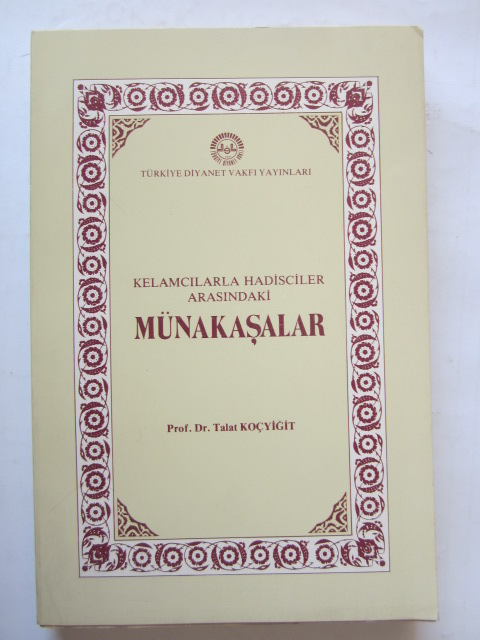 TÜRKİYE DİYANET VAKFI YAYINLARI
KELAMCILARLA HADİSCİLER
ARASINDAKİ
MÜNAKAŞALAR
Prof. Dr. Talat KOÇYİĞİT